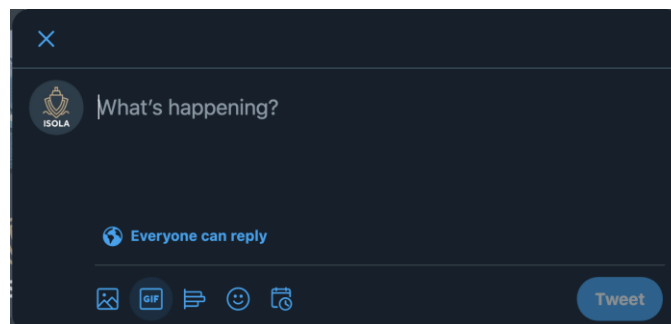 What's happening?
ISOLA
Everyone can reply
GIF
Tweet